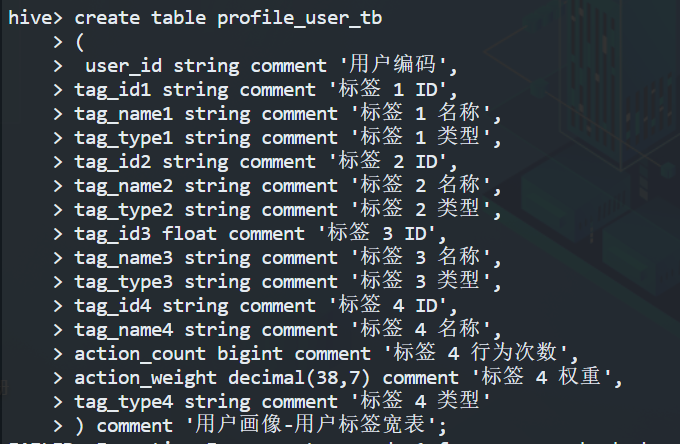 hive> create table profile_user_tb
> (
>  user_id string comment '用户编码',
> tag_id1 string comment '标签 1 ID',
> tag_name1 string comment '标签 1 名称',
> tag_type1 string comment '标签 1 类型',
> tag_id2 string comment '标签 2 ID',
> tag_name2 string comment '标签 2 名称',
> tag_type2 string comment '标签 2 类型',
> tag_id3 float comment '标签 3 ID',
> tag_name3 string comment '标签 3 名称',
> tag_type3 string comment '标签 3 类型',
> tag_id4 string comment '标签 4 ID',
> tag_name4 string comment '标签 4 名称',
> action_count bigint comment '标签 4 行为次数',
> action_weight decimal(38,7) comment '标签 4 权重',
> tag_type4 string comment '标签 4 类型'
> ) comment '用户画像-用户标签宽表';